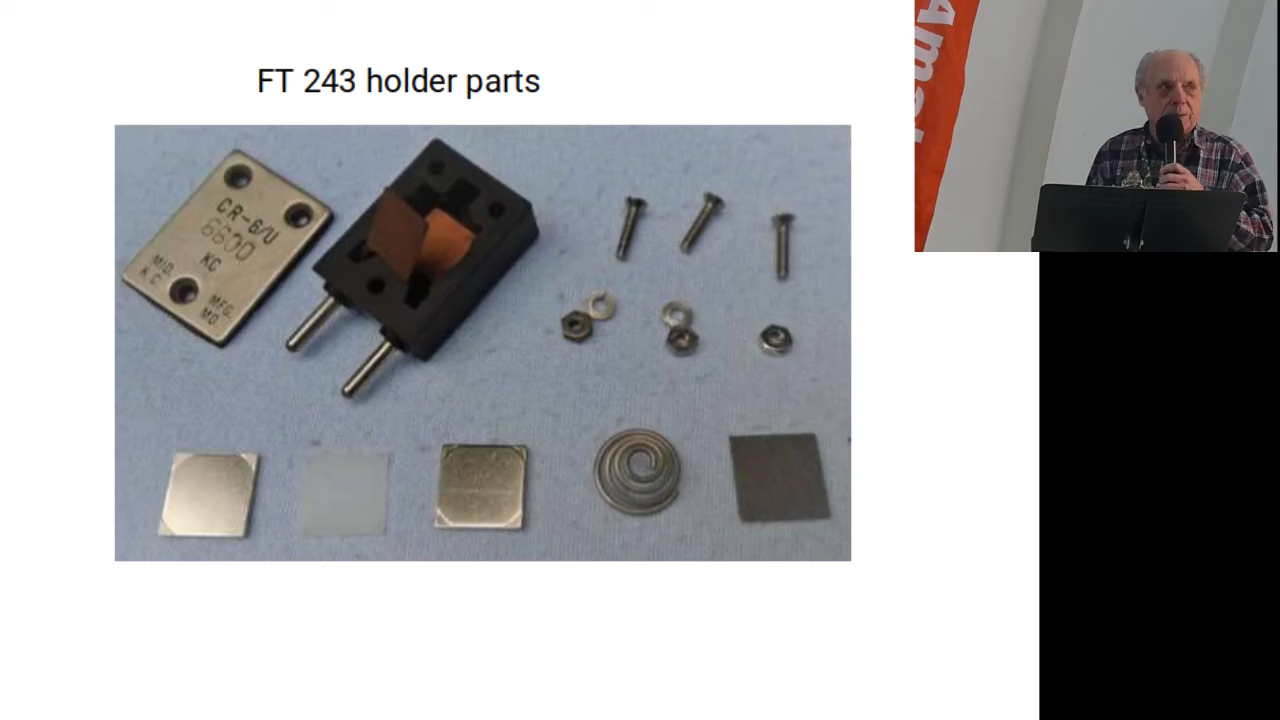 FT 243 holder parts
CR-6/U
6600
KC
MID.
K.C.
MFG.
MO